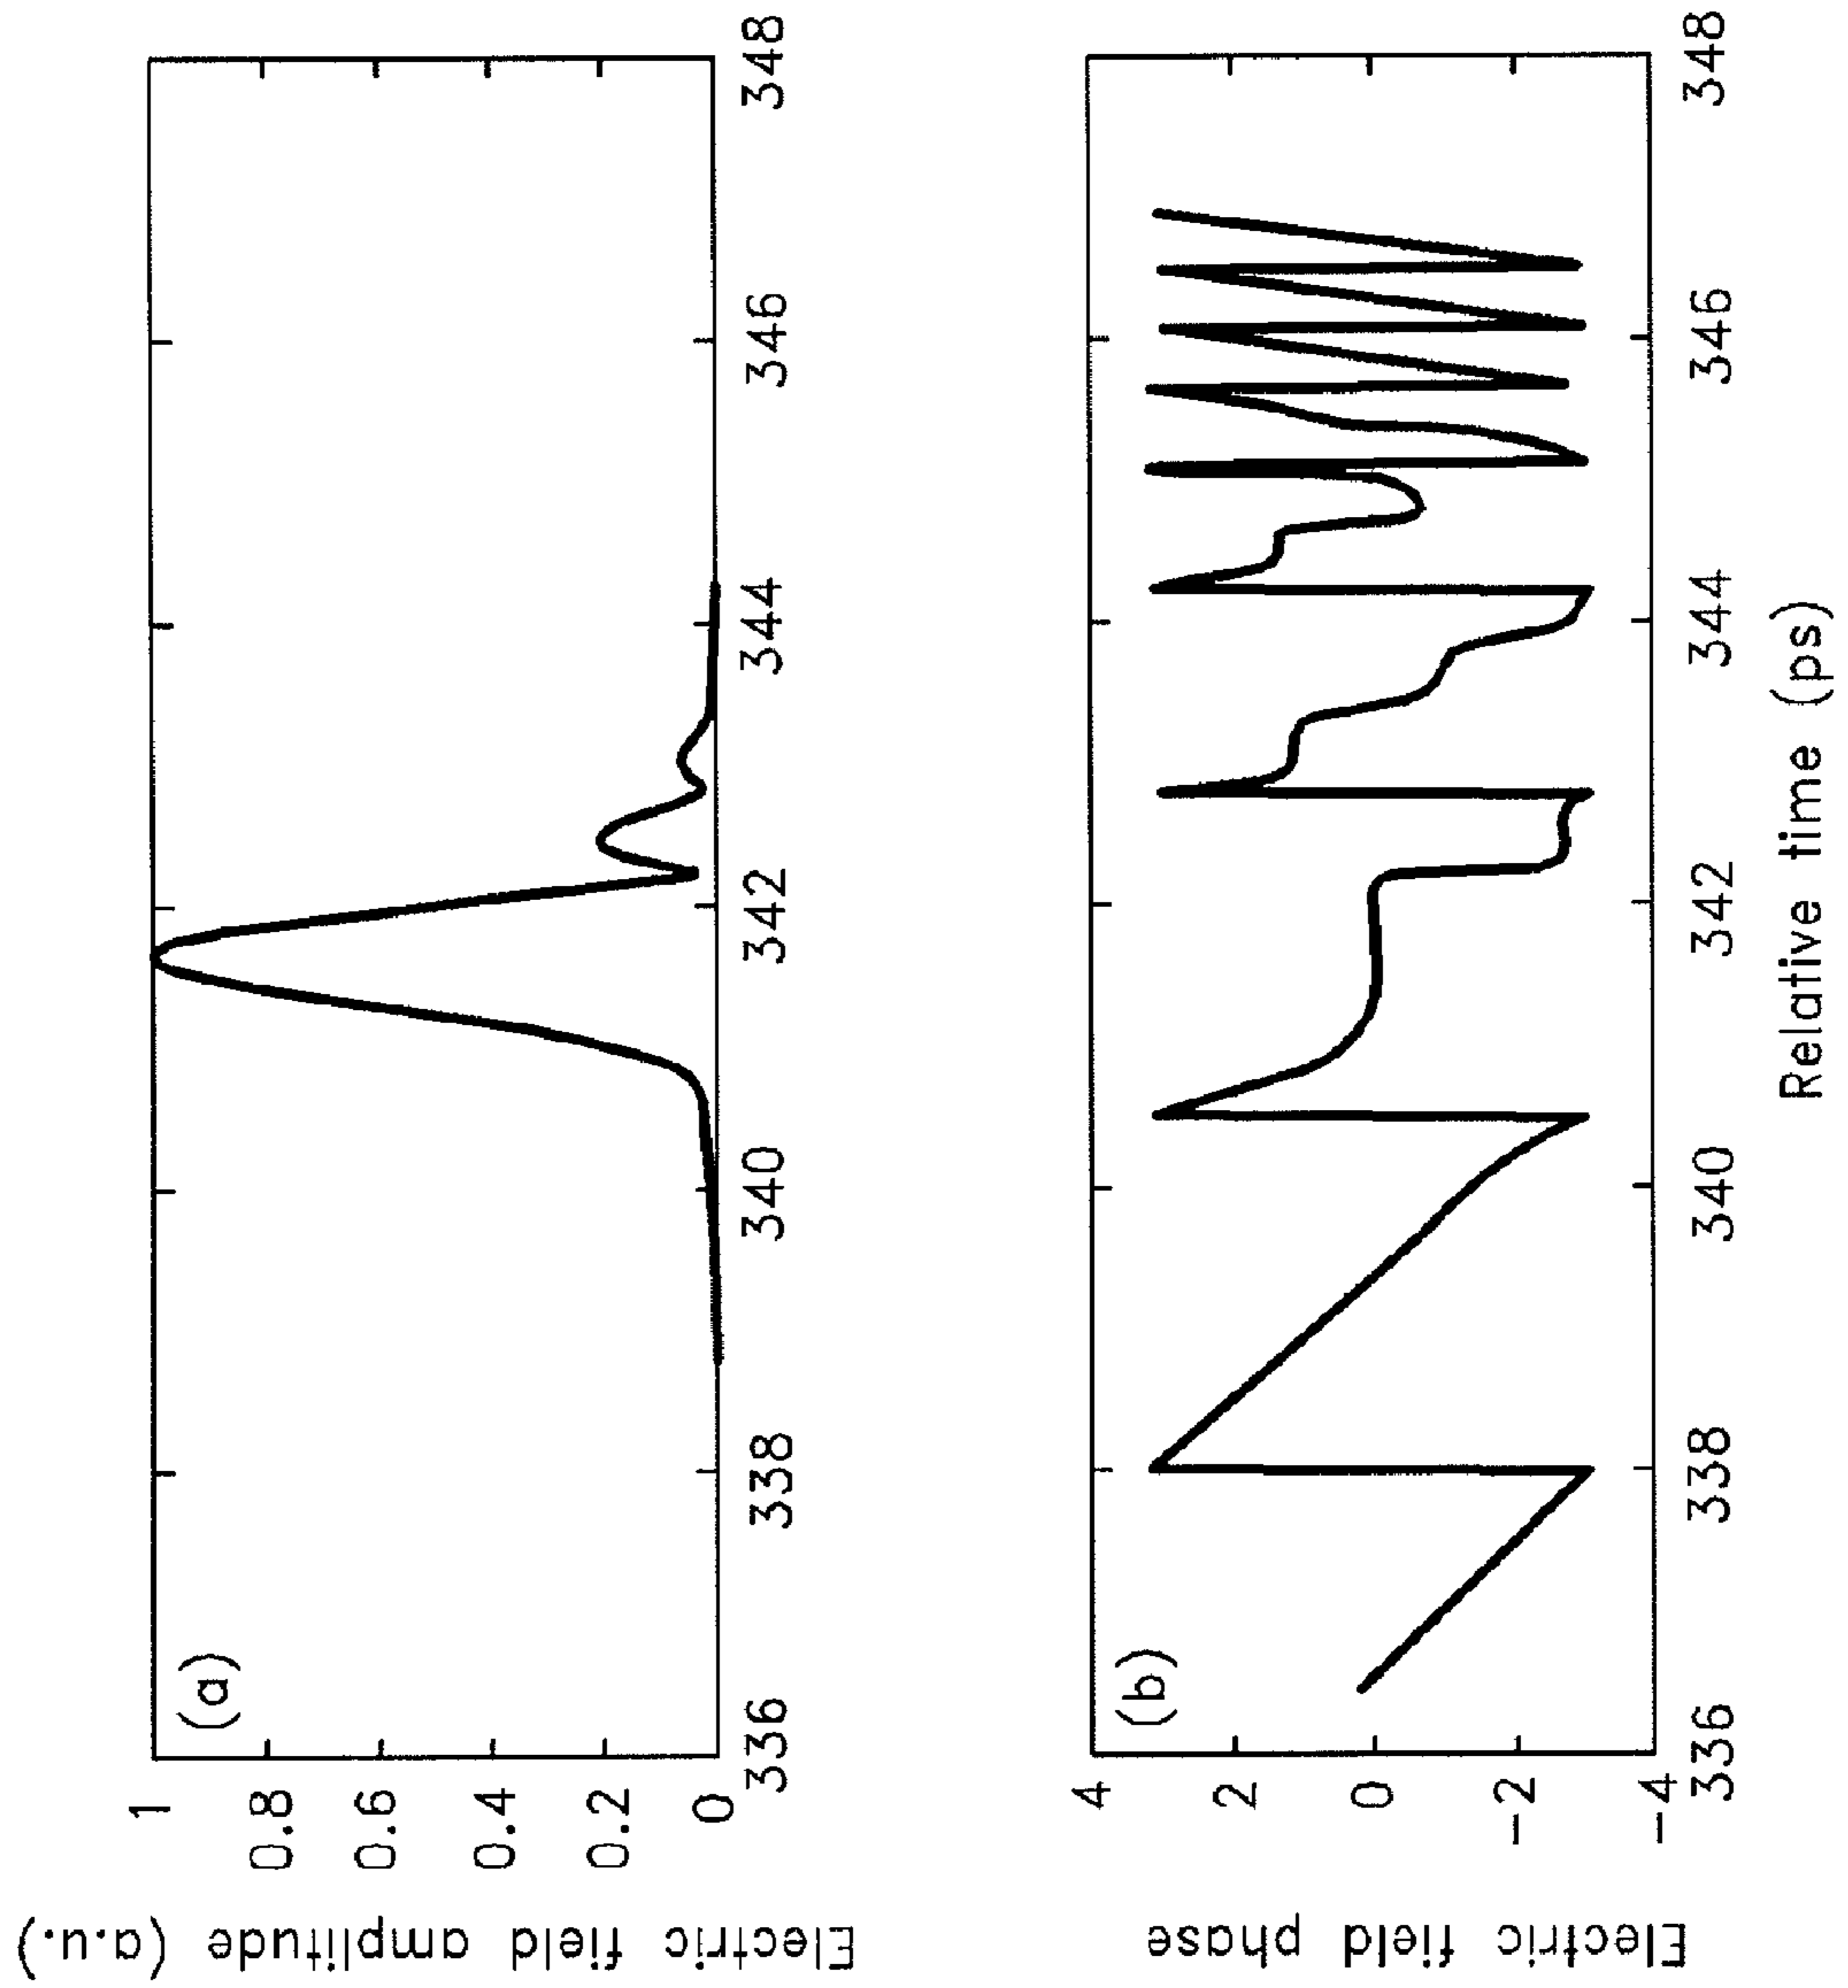 Electric field amplitude (a.u.)
1
0.8
0.6
0.4
0.2
0
(a)
336 338 340 342 344 346 348
Electric field phase
4
2
0
−2
−4
(b)
336 338 340 342 344 346 348
Relative time (ps)